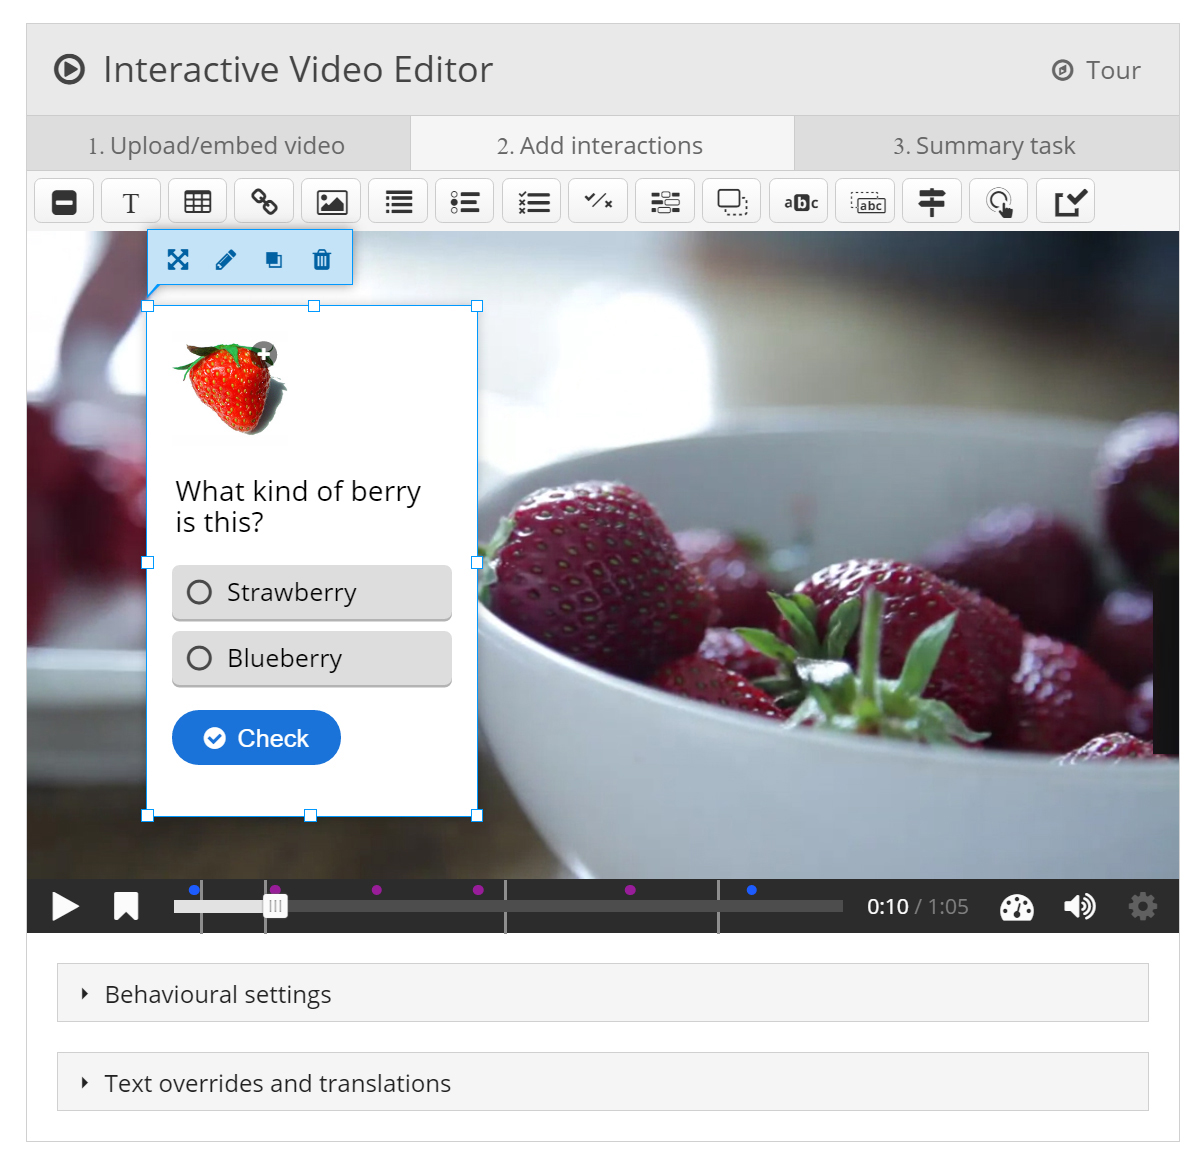 Interactive Video Editor
Tour
1. Upload/embed video
2. Add interactions
3. Summary task
T
abc
abc
What kind of berry
is this?
Strawberry
Blueberry
Check
0:10 / 1:05
Behavioural settings
Text overrides and translations